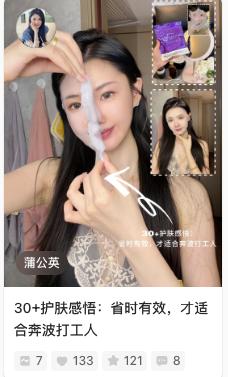 30+护肤感悟：
省时有效，才适合奔波打工人
蒲公英
30+护肤感悟：省时有效，才适
合奔波打工人
7 133 121 8